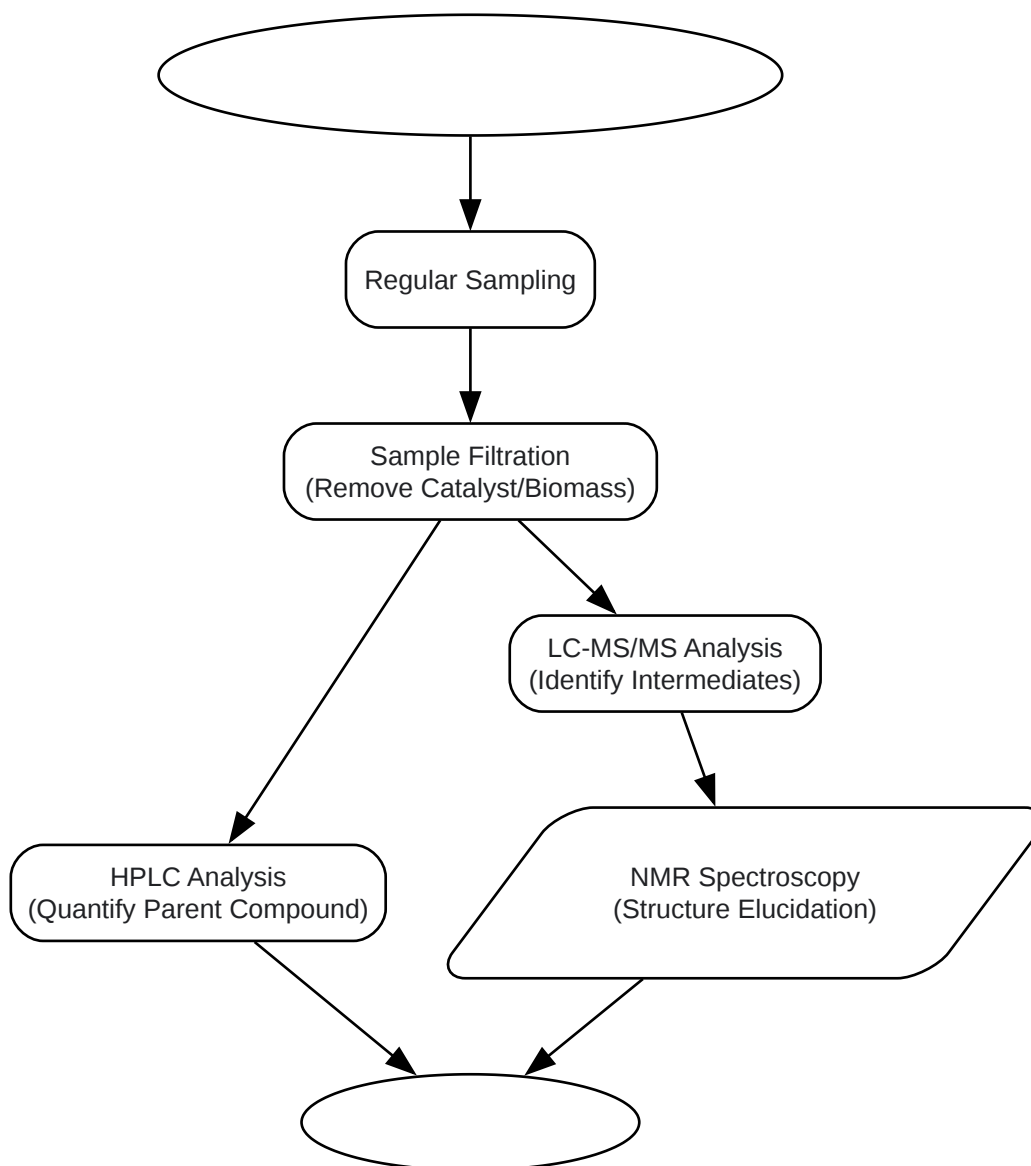 Regular Sampling
Sample Filtration
(Remove Catalyst/Biomass)
LC-MS/MS Analysis
(Identify Intermediates)
HPLC Analysis
(Quantify Parent Compound)
NMR Spectroscopy
(Structure Elucidation)